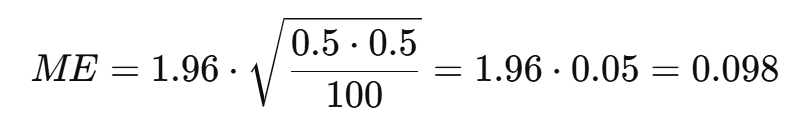 ME = 1.96 · √(0.5 · 0.5 / 100) = 1.96 · 0.05 = 0.098